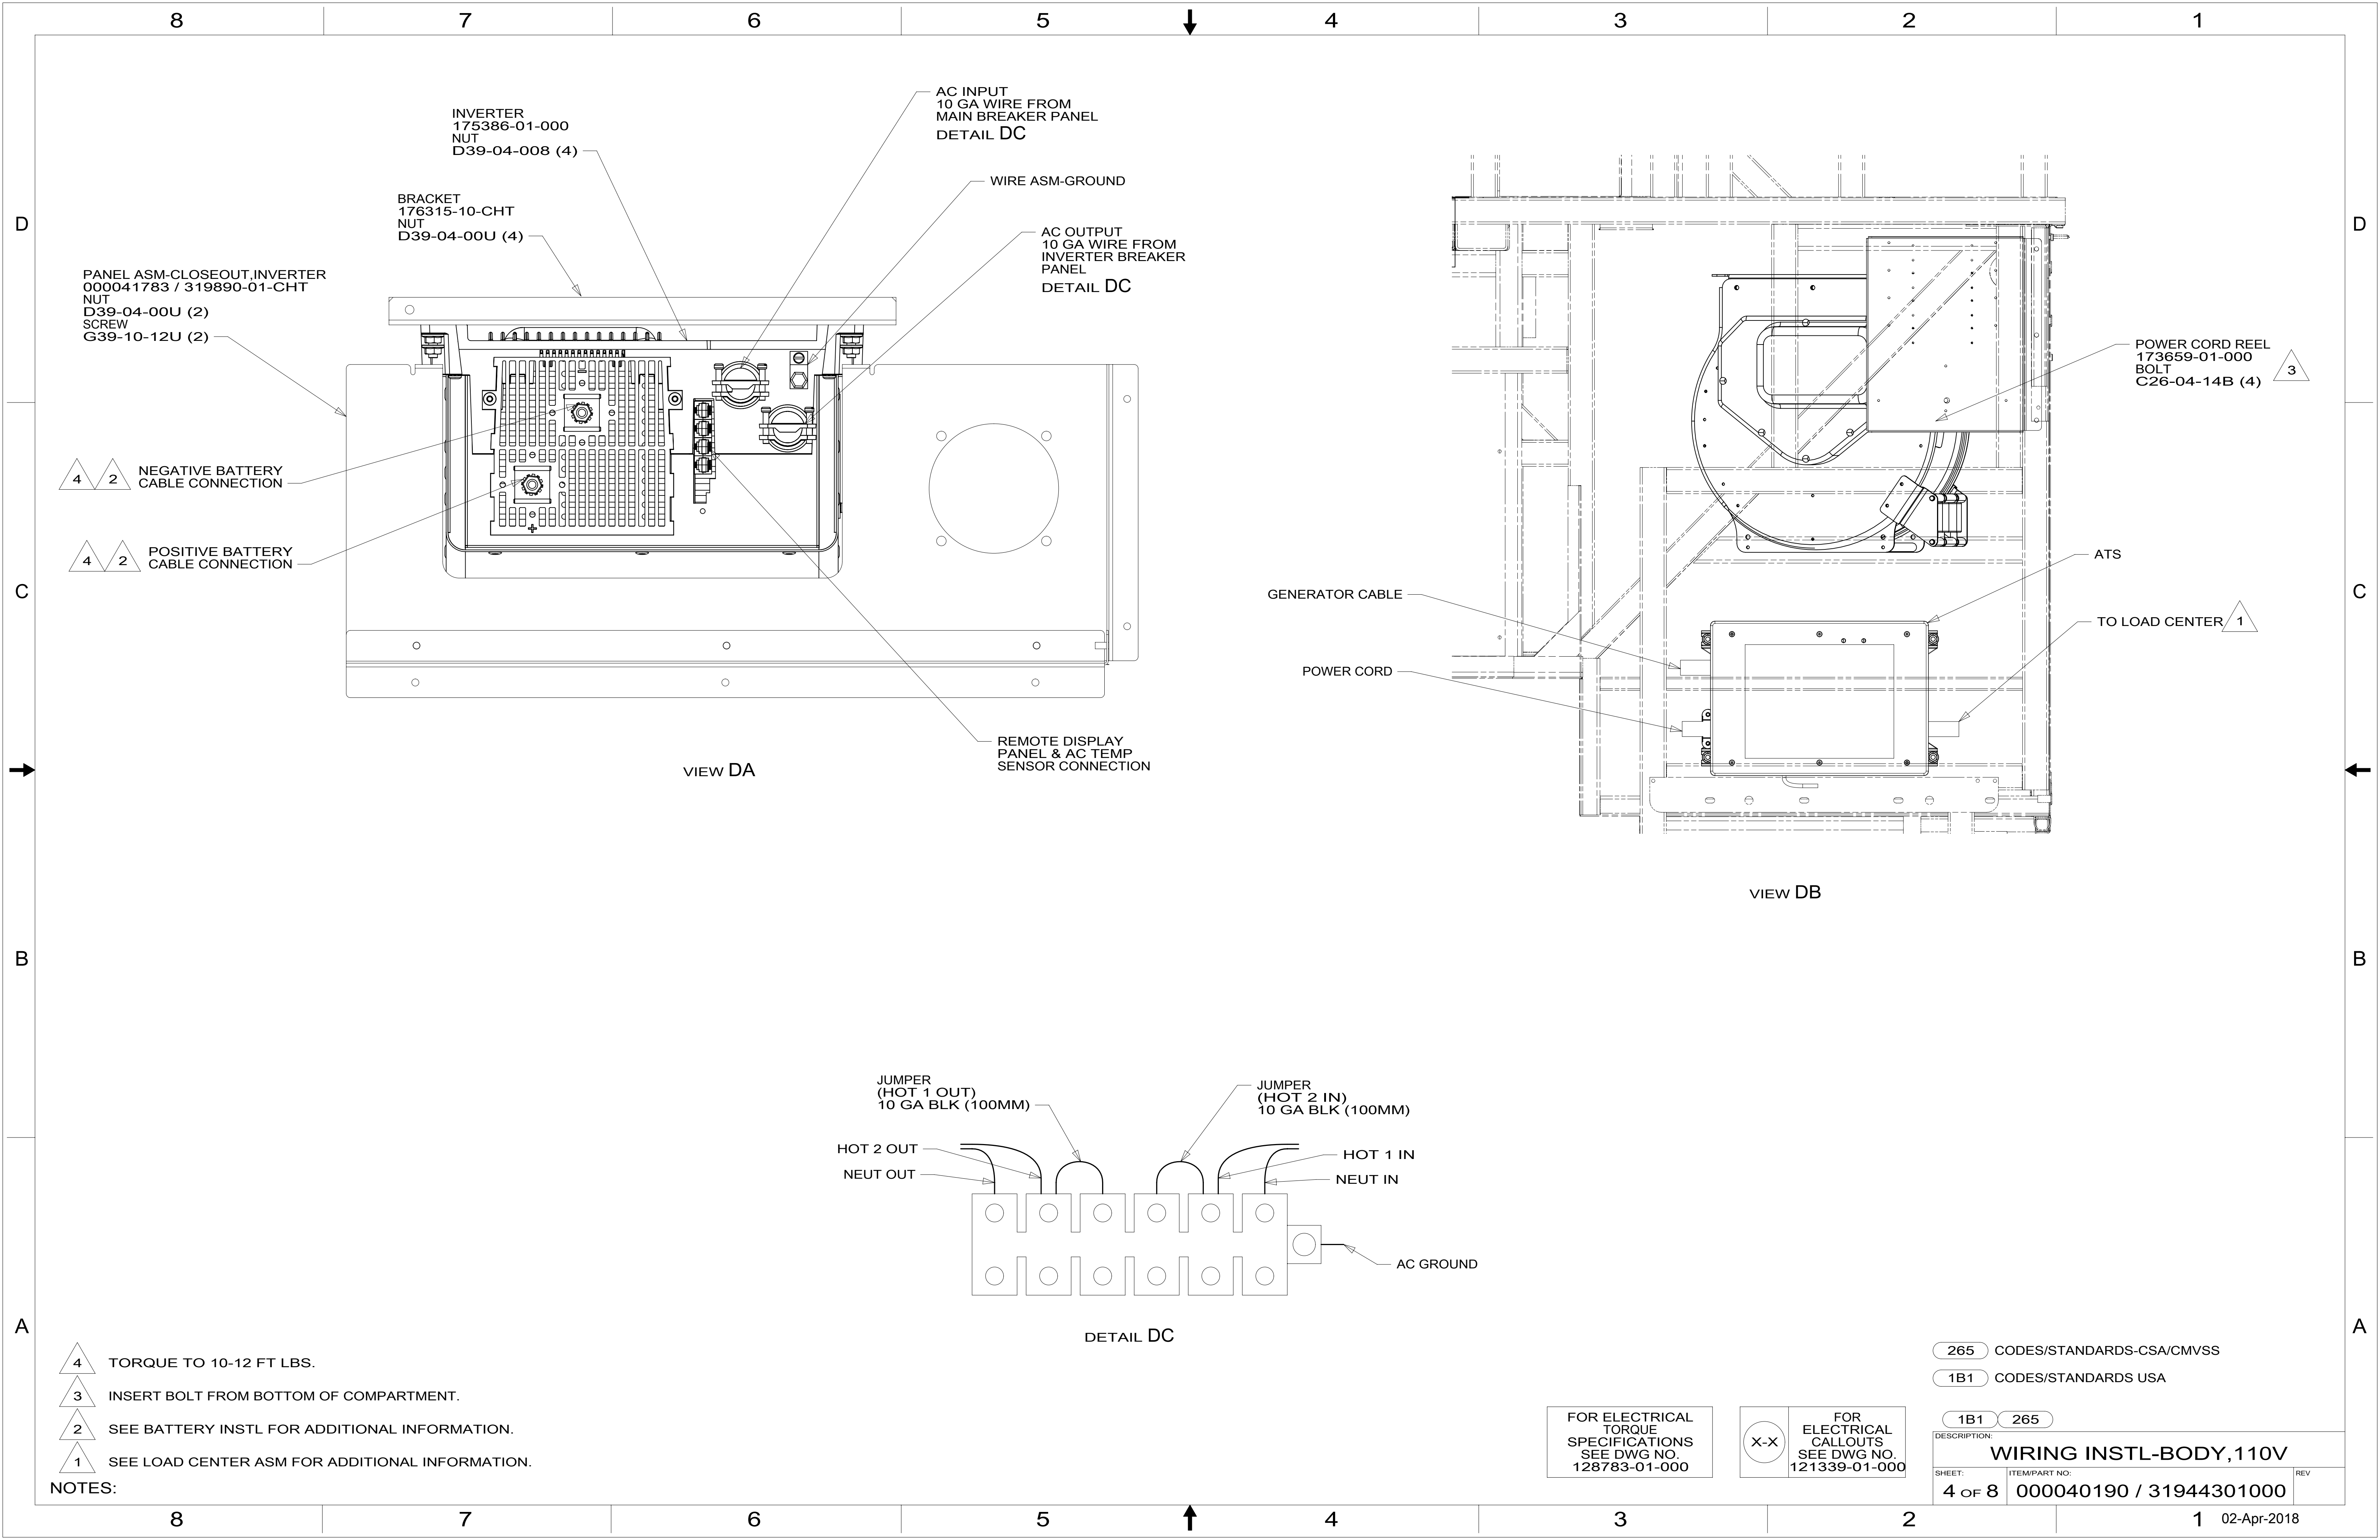 8 7 6 5 4 3 2 1
D
C
B
A
D
C
B
A
INVERTER
175386-01-000
NUT
D39-04-008 (4)
BRACKET
176315-10-CHT
NUT
D39-04-00U (4)
PANEL ASM-CLOSEOUT,INVERTER
000041783 / 319890-01-CHT
NUT
D39-04-00U (2)
SCREW
G39-10-12U (2)
AC INPUT
10 GA WIRE FROM
MAIN BREAKER PANEL
DETAIL DC
WIRE ASM-GROUND
AC OUTPUT
10 GA WIRE FROM
INVERTER BREAKER
PANEL
DETAIL DC
4 2 NEGATIVE BATTERY
CABLE CONNECTION
4 2 POSITIVE BATTERY
CABLE CONNECTION
REMOTE DISPLAY
PANEL & AC TEMP
SENSOR CONNECTION
VIEW DA
POWER CORD REEL
173659-01-000
BOLT
C26-04-14B (4)
3
ATS
GENERATOR CABLE
TO LOAD CENTER 1
POWER CORD
VIEW DB
JUMPER
(HOT 1 OUT)
10 GA BLK (100MM)
JUMPER
(HOT 2 IN)
10 GA BLK (100MM)
HOT 2 OUT
NEUT OUT
HOT 1 IN
NEUT IN
AC GROUND
DETAIL DC
4 TORQUE TO 10-12 FT LBS.
3 INSERT BOLT FROM BOTTOM OF COMPARTMENT.
2 SEE BATTERY INSTL FOR ADDITIONAL INFORMATION.
1 SEE LOAD CENTER ASM FOR ADDITIONAL INFORMATION.
NOTES:
FOR ELECTRICAL
TORQUE
SPECIFICATIONS
SEE DWG NO.
128783-01-000
X-X
FOR
ELECTRICAL
CALLOUTS
SEE DWG NO.
121339-01-000
265 CODES/STANDARDS-CSA/CMVSS
1B1 CODES/STANDARDS USA
1B1 265
DESCRIPTION:
WIRING INSTL-BODY,110V
SHEET:
4 OF 8
ITEM/PART NO:
000040190 / 31944301000
REV
8 7 6 5 4 3 2 1
02-Apr-2018